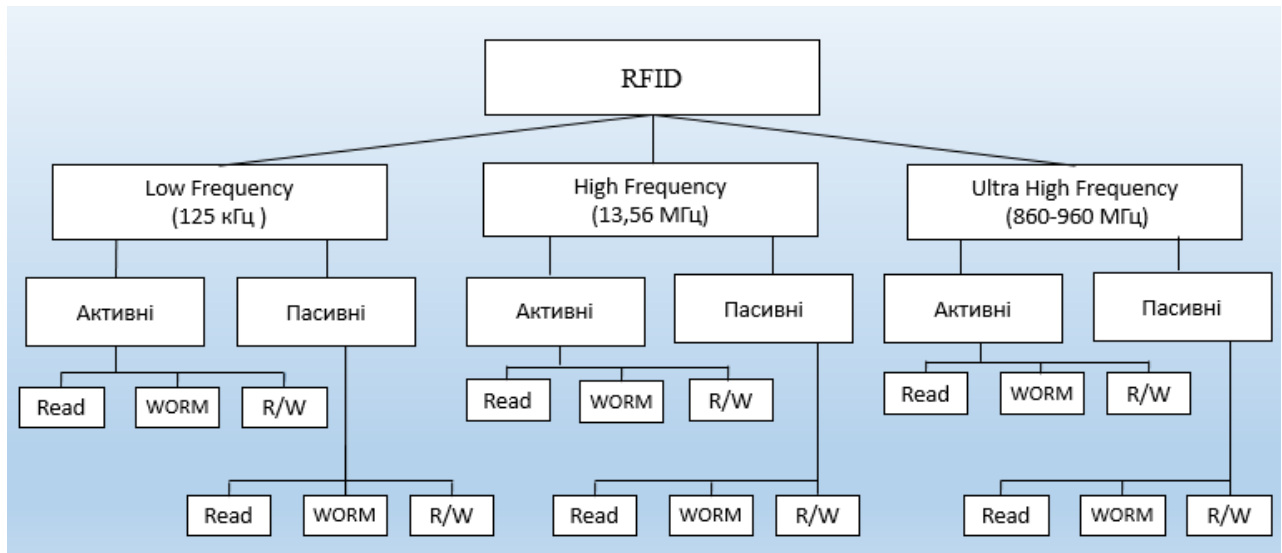 RFID
Low Frequency
(125 кГц )
High Frequency
(13,56 МГц)
Ultra High Frequency
(860-960 МГц)
Активні
Пасивні
Активні
Пасивні
Активні
Пасивні
Read
WORM
R/W
Read
WORM
R/W
Read
WORM
R/W
Read
WORM
R/W
Read
WORM
R/W
Read
WORM
R/W